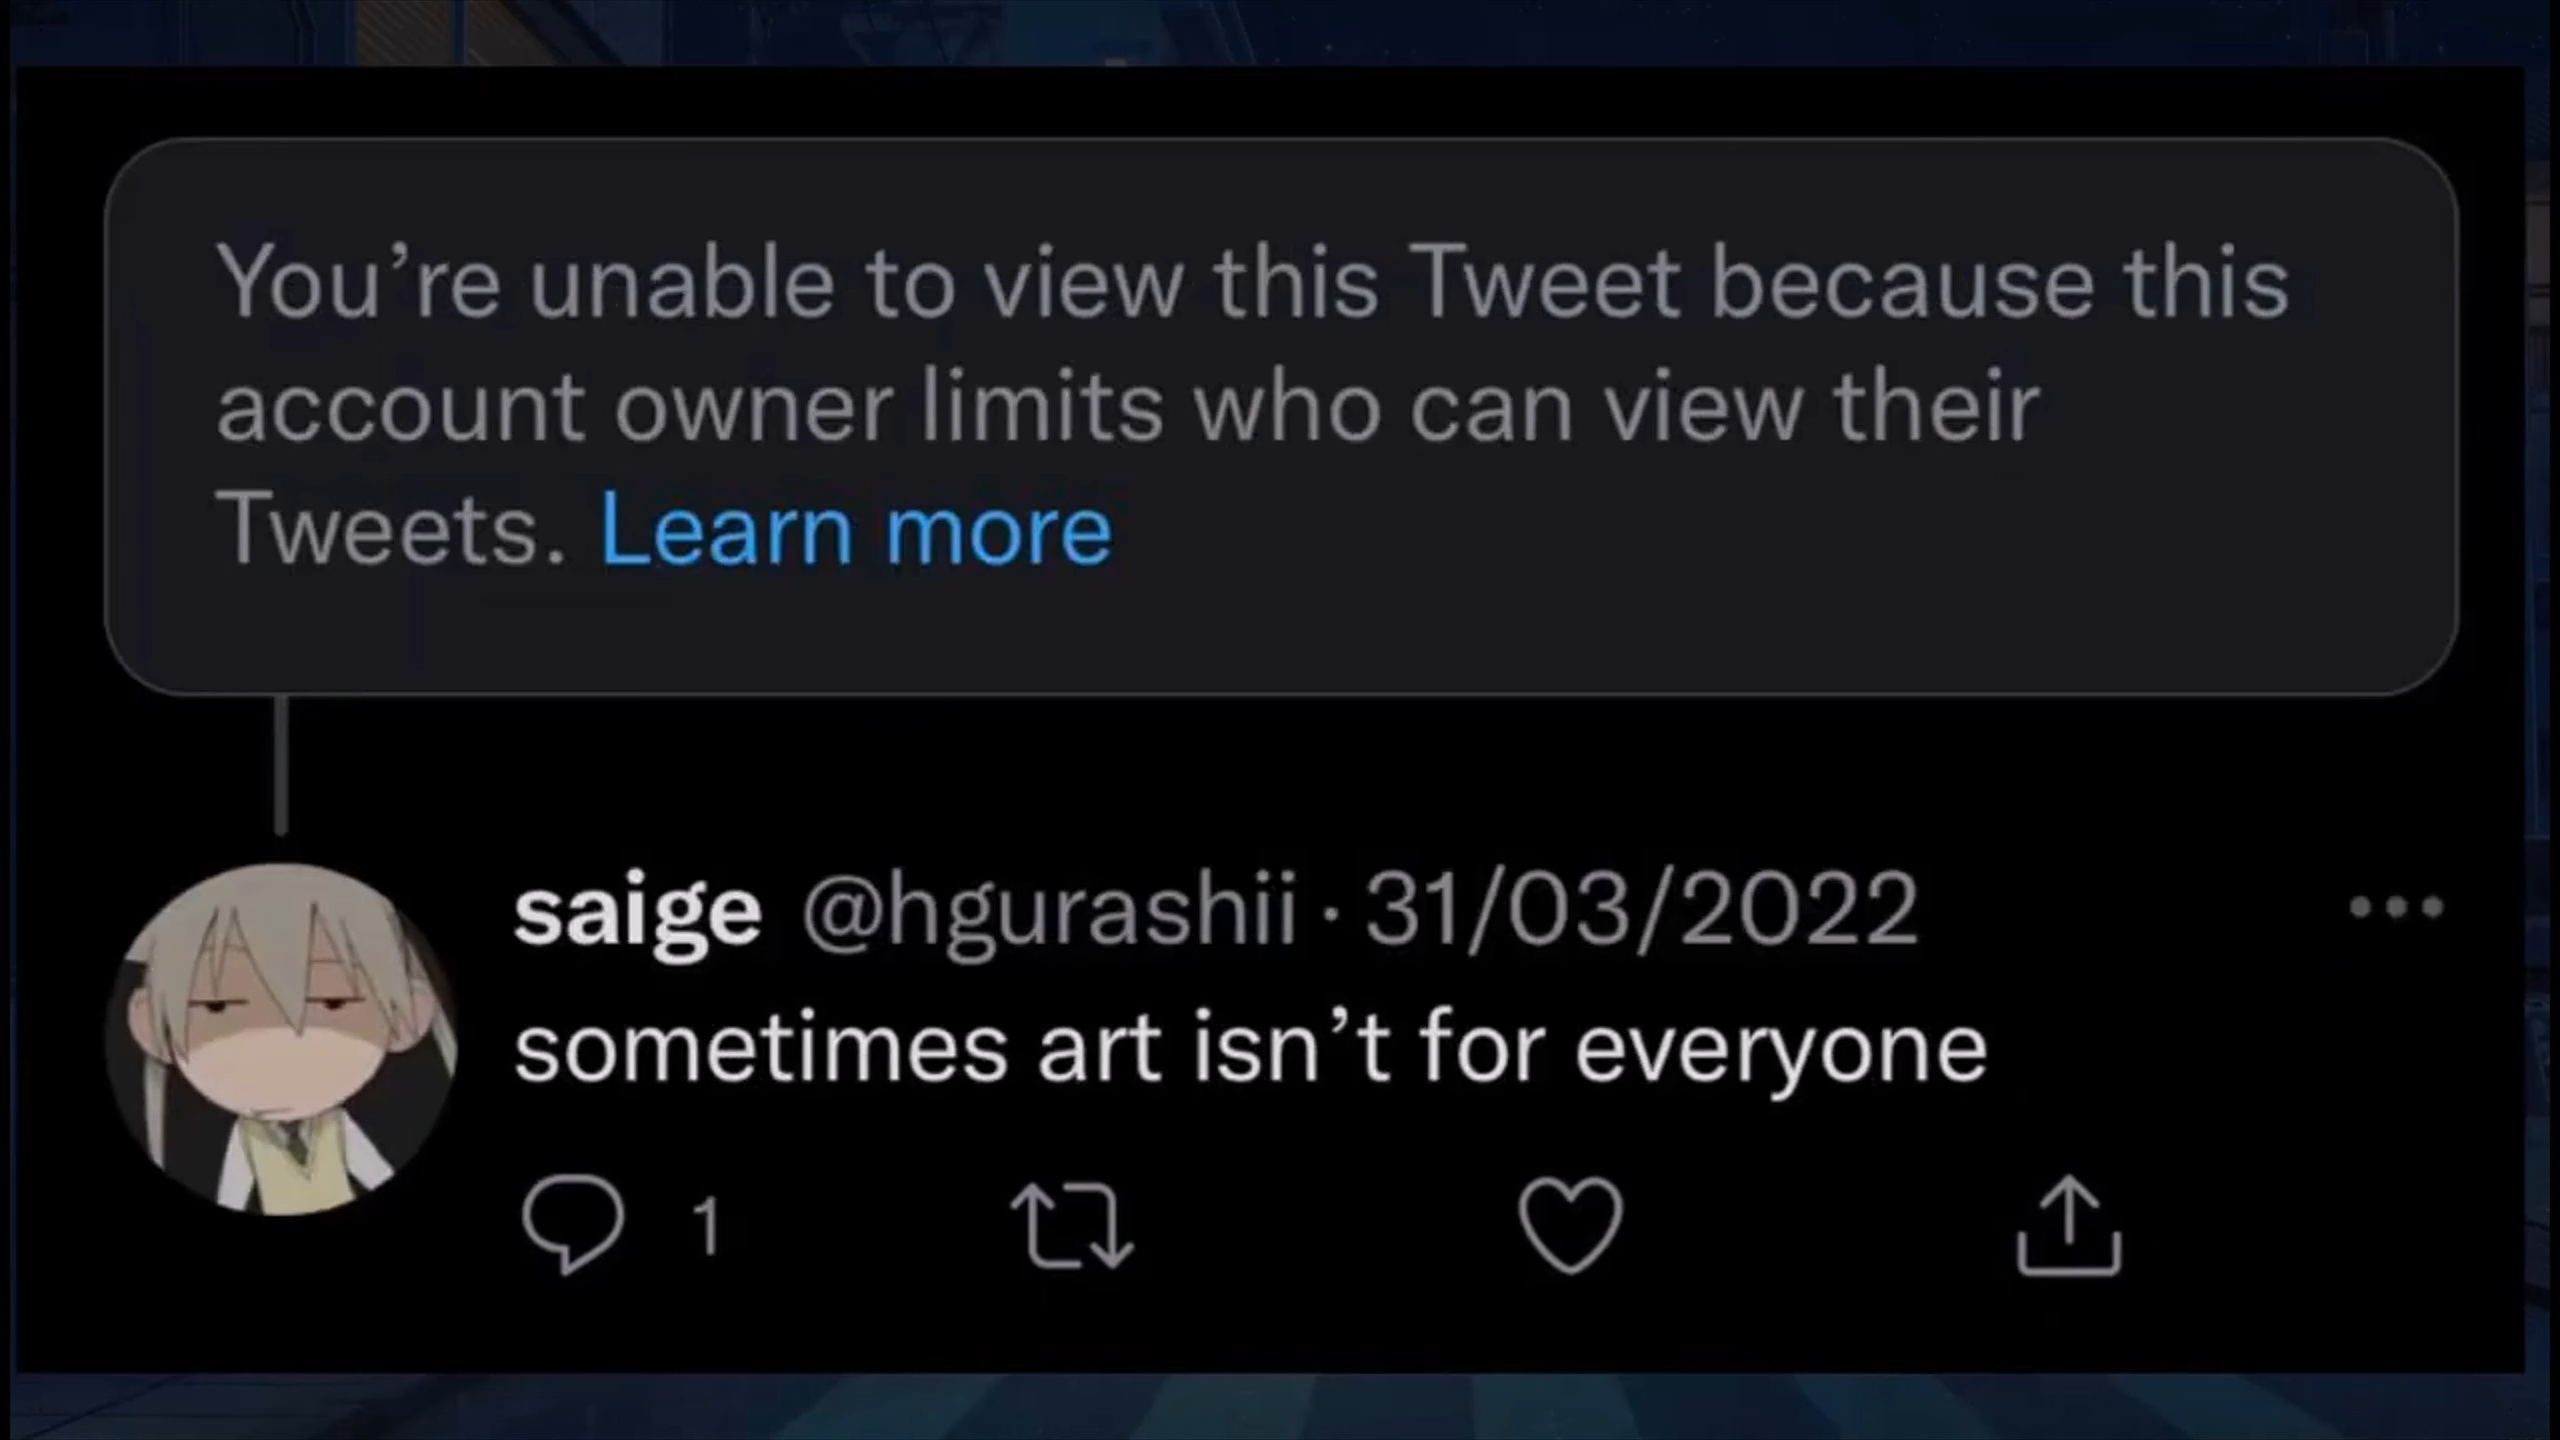 You’re unable to view this Tweet because this
account owner limits who can view their
Tweets. Learn more
saige @hgurashii · 31/03/2022
sometimes art isn’t for everyone
1